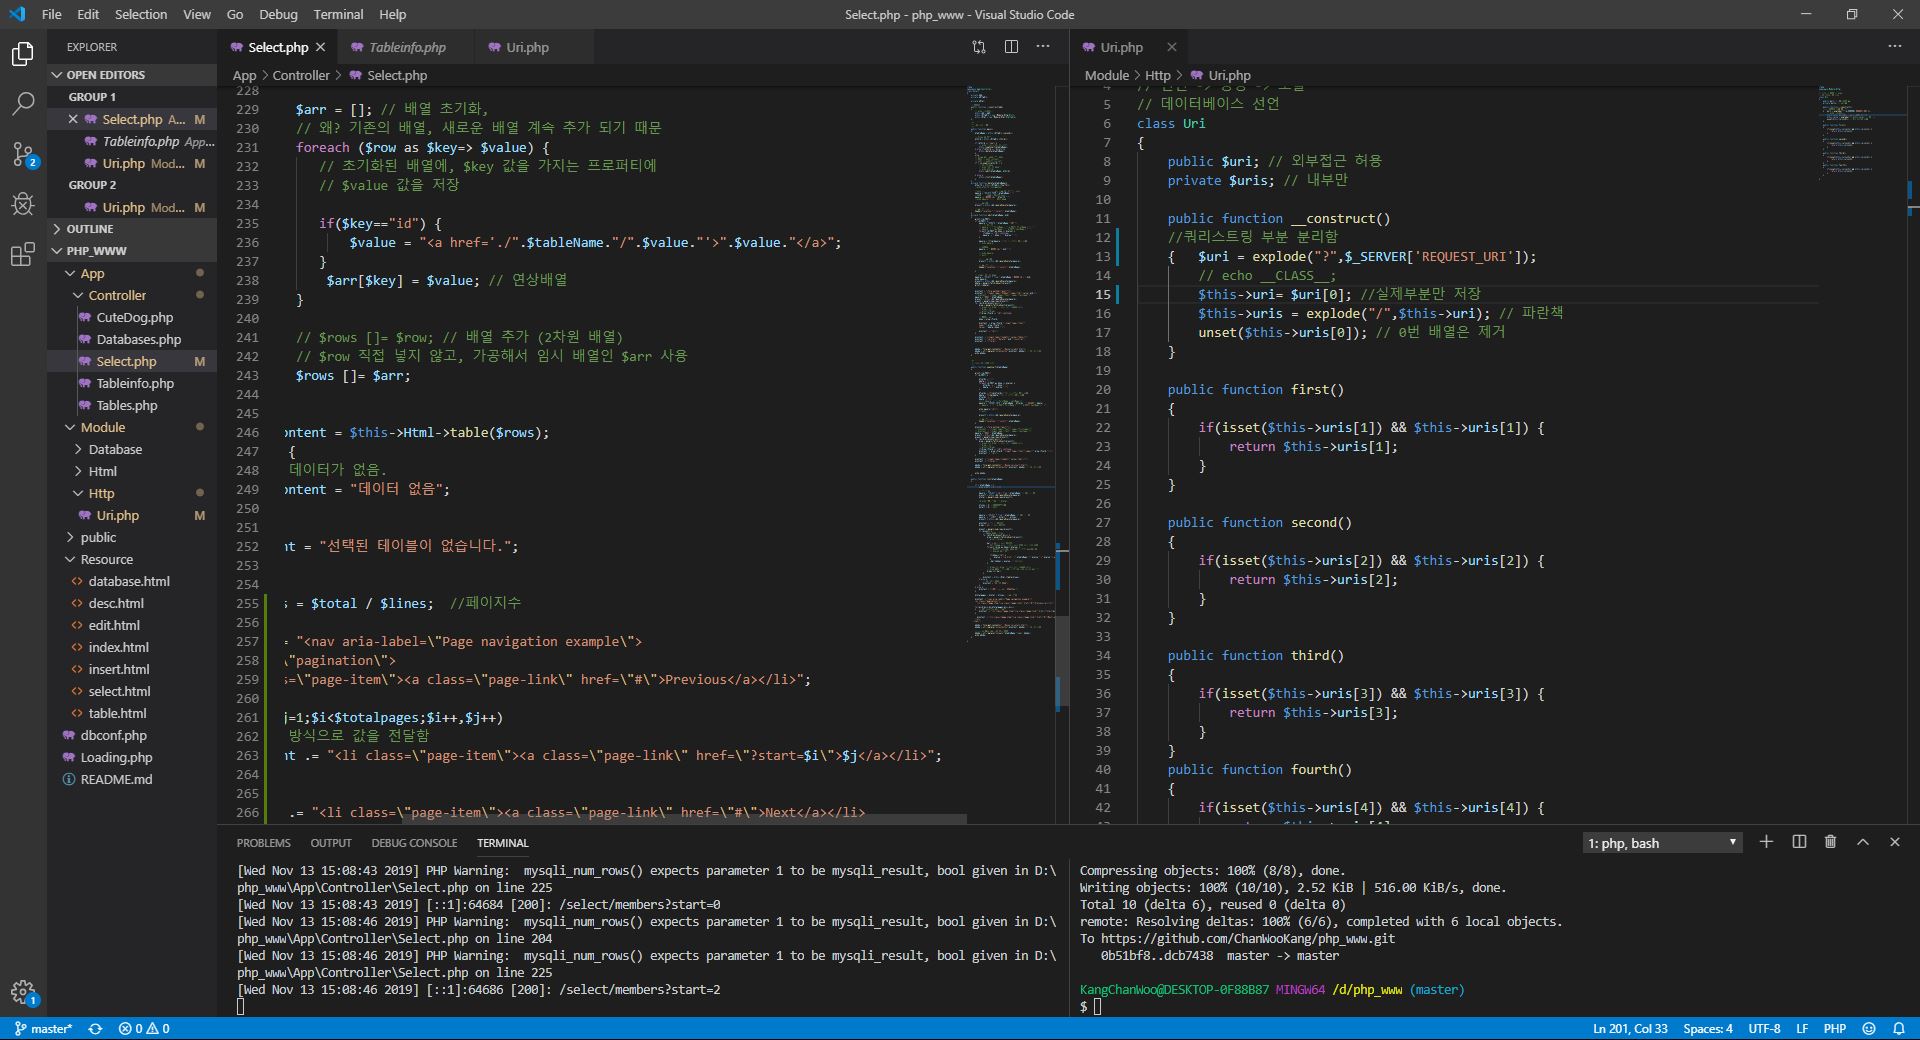 File Edit Selection View Go Debug Terminal Help
Select.php - php_www - Visual Studio Code
EXPLORER
OPEN EDITORS
GROUP 1
Select.php A... M
Tableinfo.php App...
Uri.php Mod... M
GROUP 2
Uri.php Mod... M
OUTLINE
PHP_WWW
App
Controller
CuteDog.php
Databases.php
Select.php M
Tableinfo.php
Tables.php
Module
Database
Html
Http
Uri.php M
public
Resource
database.html
desc.html
edit.html
index.html
insert.html
select.html
table.html
dbconf.php
Loading.php
README.md
2
1
Select.php Tableinfo.php Uri.php
App > Controller > Select.php
228
229 $arr = []; // 배열 초기화,
230 // 왜? 기존의 배열, 새로운 배열 계속 추가 되기 때문
231 foreach ($row as $key=> $value) {
232 // 초기화된 배열에, $key 값을 가지는 프로퍼티에
233 // $value 값을 저장
234
235 if($key=="id") {
236 $value = "<a href='./".$tableName."/".$value."'>".$value."</a>";
237 }
238 $arr[$key] = $value; // 연상배열
239 }
240
241 // $rows []= $row; // 배열 추가 (2차원 배열)
242 // $row 직접 넣지 않고, 가공해서 임시 배열인 $arr 사용
243 $rows []= $arr;
244
245
246 ontent = $this->Html->table($rows);
247 {
248 데이터가 없음.
249 ontent = "데이터 없음";
250
251
252 nt = "선택된 테이블이 없습니다.";
253
254
255 s = $total / $lines; //페이지수
256
257 = "<nav aria-label=\"Page navigation example\">
258 \"pagination\">
259 s=\"page-item\"><a class=\"page-link\" href=\"#\">Previous</a></li>";
260
261 j=1;$i<$totalpages;$i++,$j++)
262 방식으로 값을 전달함
263 nt .= "<li class=\"page-item\"><a class=\"page-link\" href=\"?start=$i\">$j</a></li>";
264
265
266 .= "<li class=\"page-item\"><a class=\"page-link\" href=\"#\">Next</a></li>
Uri.php
Module > Http > Uri.php
4
5 // 데이터베이스 선언
6 class Uri
7 {
8 public $uri; // 외부접근 허용
9 private $uris; // 내부만
10
11 public function __construct()
12 //쿼리스트링 부분 분리함
13 { $uri = explode("?",$_SERVER['REQUEST_URI']);
14 // echo __CLASS__;
15 $this->uri= $uri[0]; //실제부분만 저장
16 $this->uris = explode("/",$this->uri); // 파란책
17 unset($this->uris[0]); // 0번 배열은 제거
18 }
19
20 public function first()
21 {
22 if(isset($this->uris[1]) && $this->uris[1]) {
23 return $this->uris[1];
24 }
25 }
26
27 public function second()
28 {
29 if(isset($this->uris[2]) && $this->uris[2]) {
30 return $this->uris[2];
31 }
32 }
33
34 public function third()
35 {
36 if(isset($this->uris[3]) && $this->uris[3]) {
37 return $this->uris[3];
38 }
39 }
40 public function fourth()
41 {
42 if(isset($this->uris[4]) && $this->uris[4]) {
PROBLEMS OUTPUT DEBUG CONSOLE TERMINAL
1: php, bash
[Wed Nov 13 15:08:43 2019] PHP Warning:  mysqli_num_rows() expects parameter 1 to be mysqli_result, bool given in D:\
php_www\App\Controller\Select.php on line 225
[Wed Nov 13 15:08:43 2019] [::1]:64684 [200]: /select/members?start=0
[Wed Nov 13 15:08:46 2019] PHP Warning:  mysqli_num_rows() expects parameter 1 to be mysqli_result, bool given in D:\
php_www\App\Controller\Select.php on line 204
[Wed Nov 13 15:08:46 2019] PHP Warning:  mysqli_num_rows() expects parameter 1 to be mysqli_result, bool given in D:\
php_www\App\Controller\Select.php on line 225
[Wed Nov 13 15:08:46 2019] [::1]:64686 [200]: /select/members?start=2
Compressing objects: 100% (8/8), done.
Writing objects: 100% (10/10), 2.52 KiB | 516.00 KiB/s, done.
Total 10 (delta 6), reused 0 (delta 0)
remote: Resolving deltas: 100% (6/6), completed with 6 local objects.
To https://github.com/ChanWooKang/php_www.git
0b51bf8..dcb7438 master -> master
KangChanWoo@DESKTOP-0F88B87 MINGW64 /d/php_www (master)
$
master* 0 0
Ln 201, Col 33 Spaces: 4 UTF-8 LF PHP